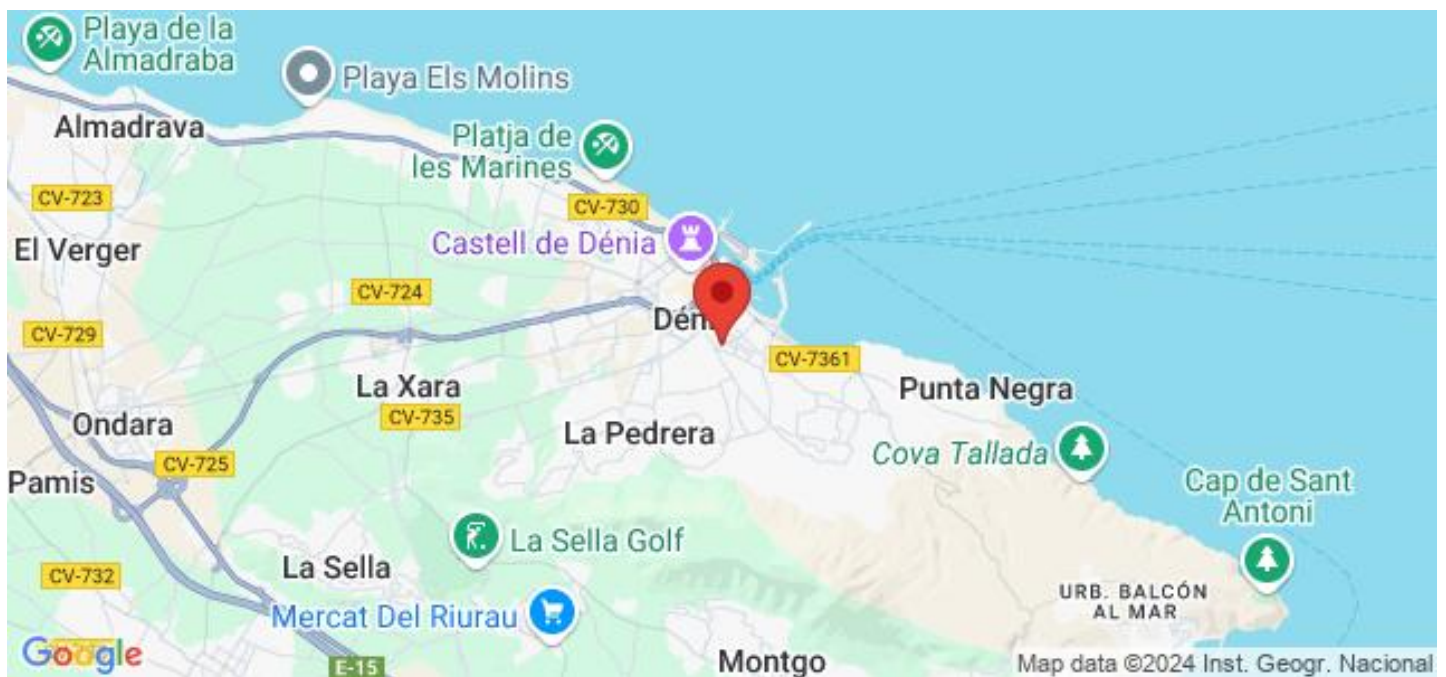 Playa de la
Almadraba
Playa Els Molins
Almadrava
Platja de
les Marines
CV-723
CV-730
El Verger
Castell de Dénia
CV-724
CV-729
CV-7361
La Xara
Punta Negra
CV-735
Ondara
La Pedrera
Cova Tallada
CV-725
Pamis
Cap de Sant
Antoni
La Sella Golf
La Sella
CV-732
URB. BALCÓN
AL MAR
Mercat Del Riurau
Google
E-15
Montgo
Map data ©2024 Inst. Geogr. Nacional